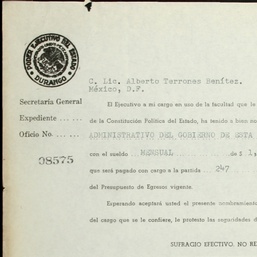 PODER EJECUTIVO DEL ESTADO
DURANGO
C. Lic. Alberto Terrones Benítez.
México, D.F.
Secretaría General
Expediente
Oficio No.
08575
El Ejecutivo a mi cargo en uso de la facultad que le
de la Constitución Política del Estado, ha tenido a bien
ADMINISTRATIVO DEL GOBIERNO DE ESTA
con el sueldo MENSUAL de $ 1,
que será pagado con cargo a la partida 247
del Presupuesto de Egresos vigente.
Esperando aceptará usted el presente nombramiento
del cargo que se le confiere, le protesto las seguridades d
SUFRAGIO EFECTIVO. NO RE